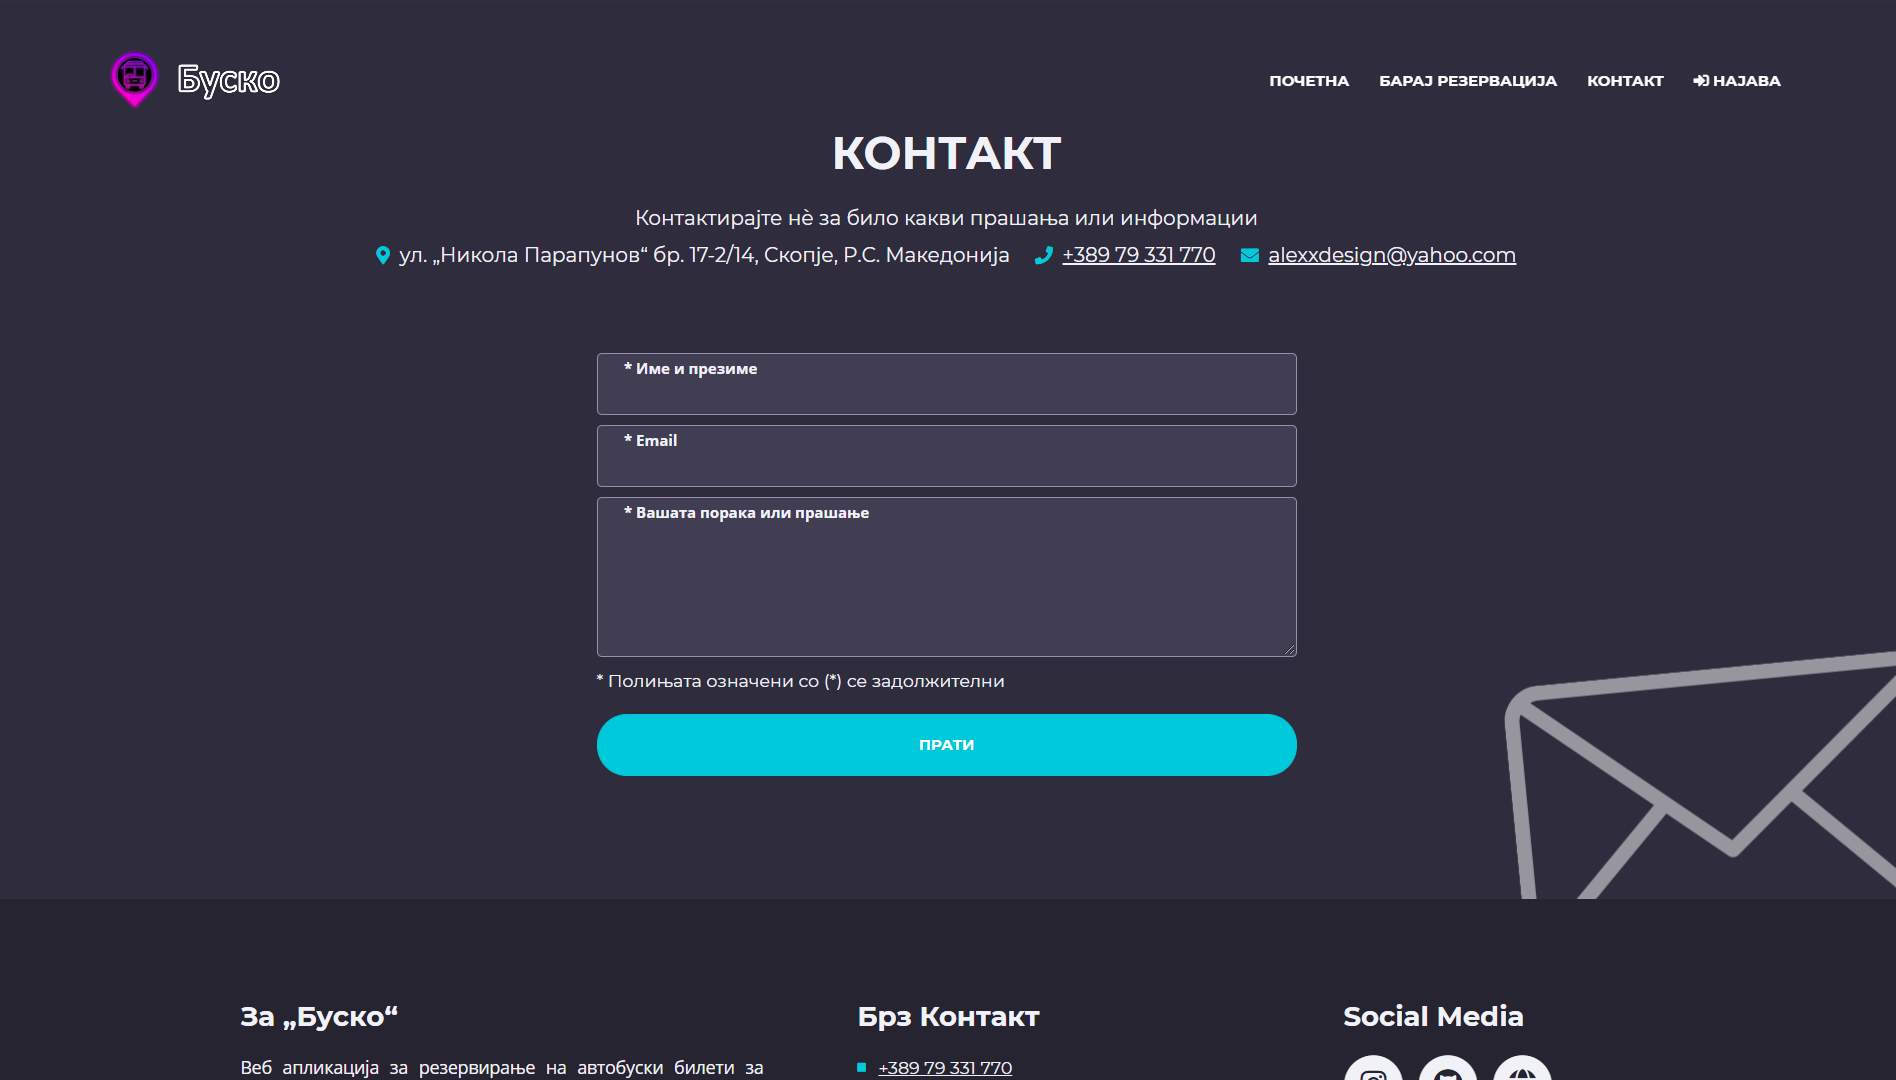 Буско
ПОЧЕТНА БАРАЈ РЕЗЕРВАЦИЈА КОНТАКТ НАЈАВА
КОНТАКТ
Контактирајте нѐ за било какви прашања или информации
ул. „Никола Парапунов“ бр. 17-2/14, Скопје, Р.С. Македонија +389 79 331 770 alexxdesign@yahoo.com
* Име и презиме
* Email
* Вашата порака или прашање
* Полињата означени со (*) се задолжителни
ПРАТИ
За „Буско“
Веб апликација за резервирање на автобуски билети за
Брз Контакт
+389 79 331 770
Social Media